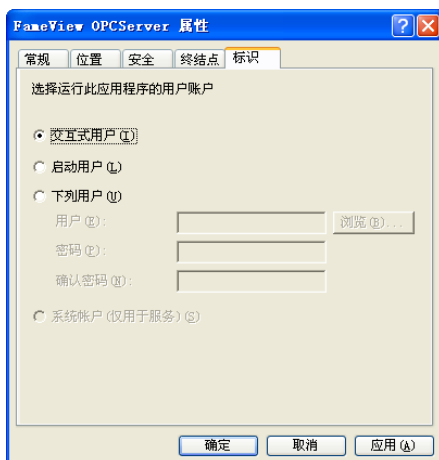 FameView OPCServer 属性
常规 位置 安全 终结点 标识
选择运行此应用程序的用户账户
交互式用户(I)
启动用户(L)
下列用户(U)
用户(E): 浏览(B)...
密码(P):
确认密码(N):
系统帐户(仅用于服务)(S)
确定 取消 应用(A)